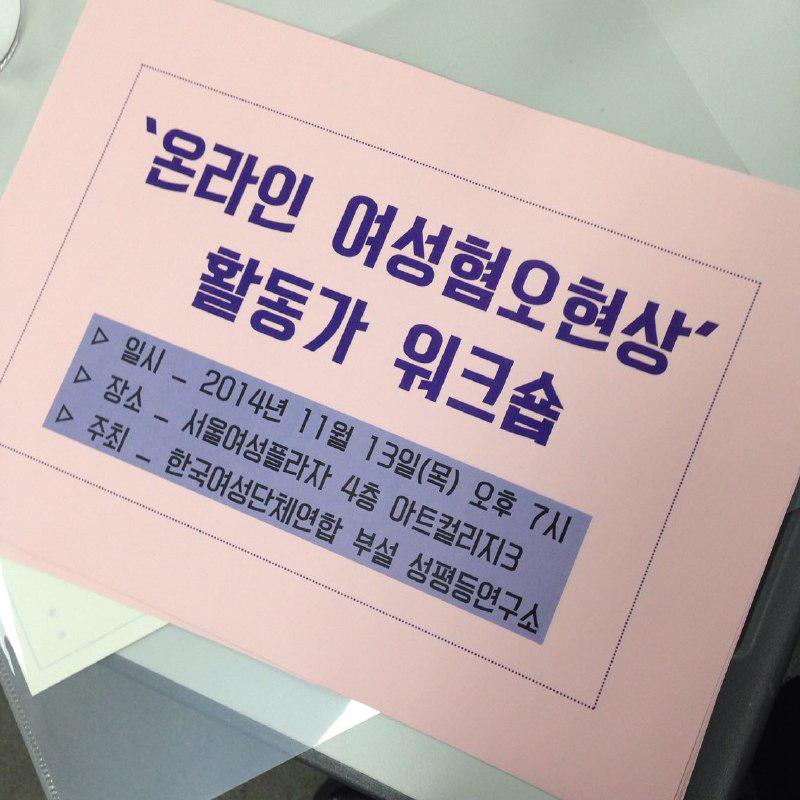 '온라인 여성혐오현상'
활동가 워크숍
▷ 일시 - 2014년 11월 13일(목) 오후 7시
▷ 장소 - 서울여성플라자 4층 아트컬리지3
▷ 주최 - 한국여성단체연합 부설 성평등연구소